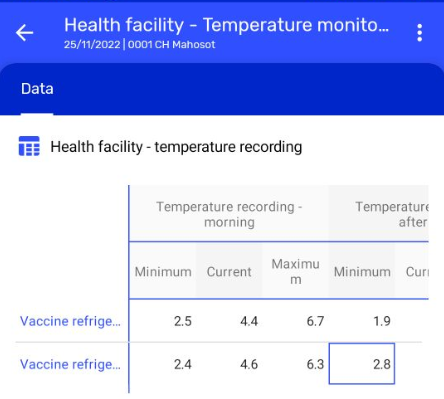 Health facility - Temperature monito...
25/11/2022 | 0001 CH Mahosot
Data
Health facility - temperature recording
Temperature recording - Temperature
morning after
Minimum Current Maximu Minimum Curr
m
Vaccine refrige... 2.5 4.4 6.7 1.9
Vaccine refrige... 2.4 4.6 6.3 2.8